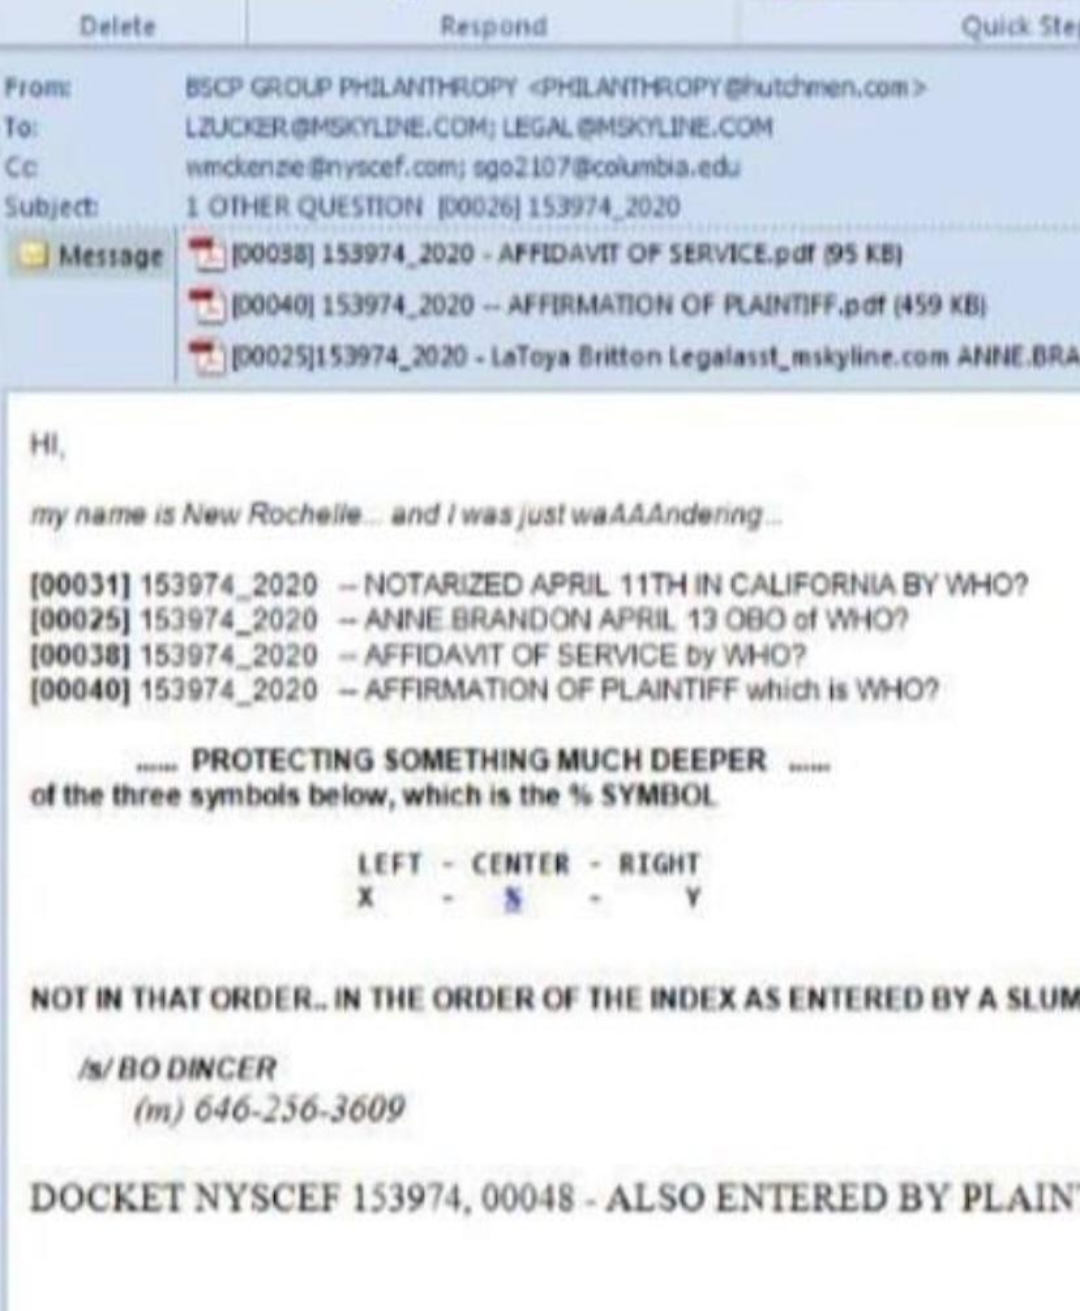 Delete Respond Quick Ste
From: BSCP GROUP PHILANTHROPY <PHILANTHROPY@hutchmen.com>
To: LZUCKER@MSKYLINE.COM; LEGAL@MSKYLINE.COM
Cc: wmckenzie@nyscef.com; sgo2107@columbia.edu
Subject: 1 OTHER QUESTION [00026] 153974_2020
Message [00038] 153974_2020 - AFFIDAVIT OF SERVICE.pdf (95 KB)
[00040] 153974_2020 -- AFFIRMATION OF PLAINTIFF.pdf (459 KB)
[00025]153974_2020 - LaToya Britton Legalasst_mskyline.com ANNE.BRA
HI,
my name is New Rochelle... and I was just waAAAndering...
[00031] 153974_2020 -- NOTARIZED APRIL 11TH IN CALIFORNIA BY WHO?
[00025] 153974_2020 -- ANNE.BRANDON APRIL 13 OBO of WHO?
[00038] 153974_2020 -- AFFIDAVIT OF SERVICE by WHO?
[00040] 153974_2020 -- AFFIRMATION OF PLAINTIFF which is WHO?
...... PROTECTING SOMETHING MUCH DEEPER ......
of the three symbols below, which is the % SYMBOL
LEFT - CENTER - RIGHT
X - % - Y
NOT IN THAT ORDER.. IN THE ORDER OF THE INDEX AS ENTERED BY A SLUM
/s/ BO DINCER
(m) 646-256-3609
DOCKET NYSCEF 153974, 00048 - ALSO ENTERED BY PLAIN